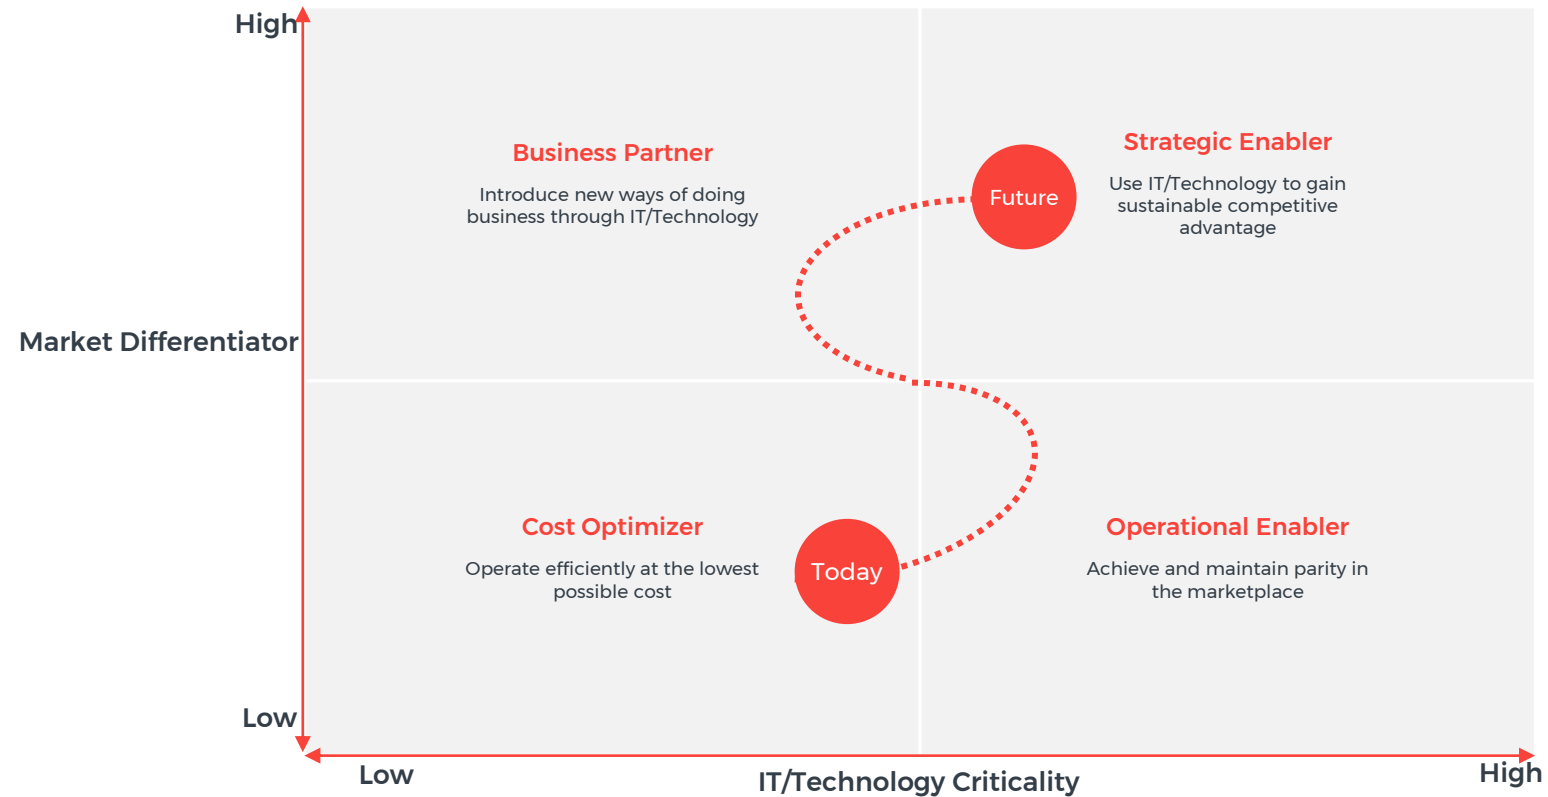 High
Business Partner
Introduce new ways of doing
business through IT/Technology
Future
Strategic Enabler
Use IT/Technology to gain
sustainable competitive
advantage
Market Differentiator
Cost Optimizer
Operate efficiently at the lowest
possible cost
Today
Operational Enabler
Achieve and maintain parity in
the marketplace
Low
Low
IT/Technology Criticality
High